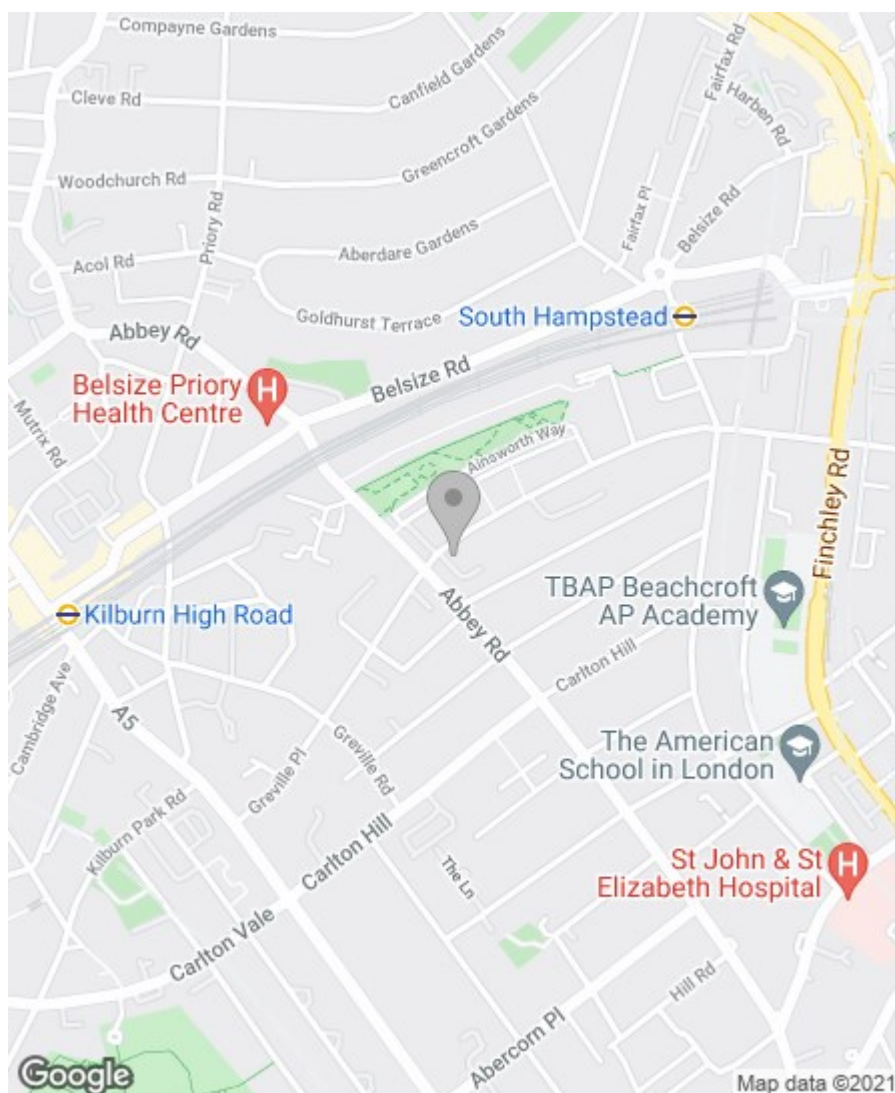 Compayne Gardens
Fairfax Rd
Cleve Rd
Canfield Gardens
Harben Rd
Greencroft Gardens
Woodchurch Rd
Priory Rd
Fairfax Pl
Belsize Rd
Aberdare Gardens
Acol Rd
Goldhurst Terrace
South Hampstead
Abbey Rd
Belsize Rd
Belsize Priory
Health Centre
H
Mutrix Rd
Ainsworth Way
Finchley Rd
TBAP Beachcroft
AP Academy
Kilburn High Road
Abbey Rd
Carlton Hill
Cambridge Ave
A5
Greville Pl
Greville Rd
The American
School in London
Kilburn Park Rd
Carlton Hill
The Ln
St John & St
Elizabeth Hospital
H
Carlton Vale
Hill Rd
Abercorn Pl
Google
Map data ©2021